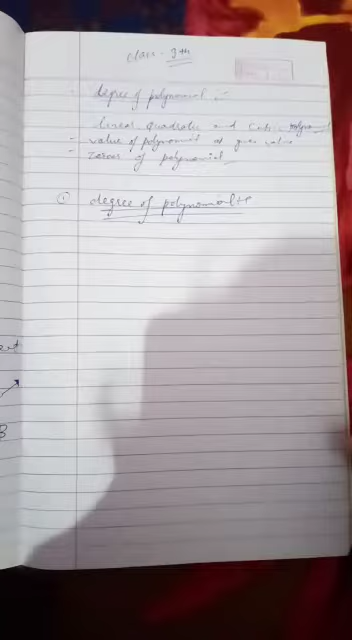 class - 9th
- degree of polynomial :-
linear quadratic and Cubic polynomial
- value of polynomial at given value
- Zeroes of polynomial
① degree of polynomial :-